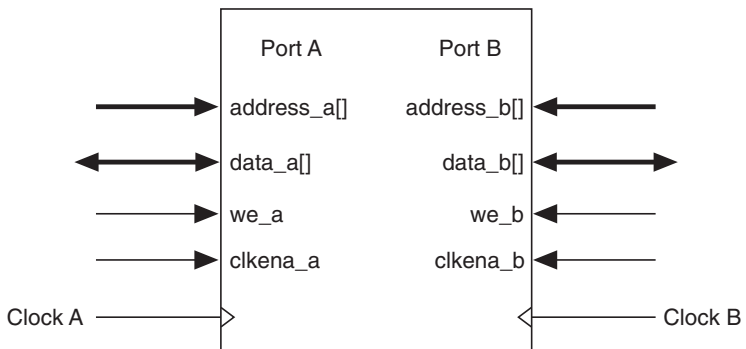 Port A Port B
address_a[] address_b[]
data_a[] data_b[]
we_a we_b
clkena_a clkena_b
Clock A Clock B